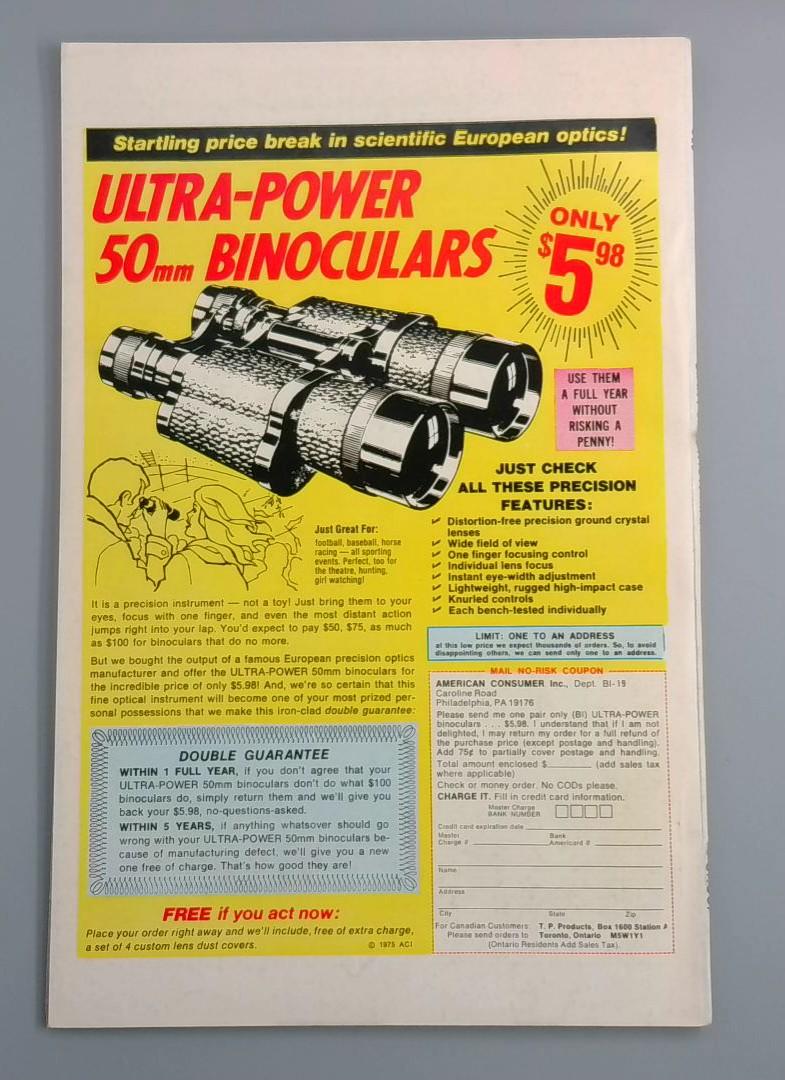 Startling price break in scientific European optics!
ULTRA-POWER
50mm BINOCULARS
ONLY
$5.98
USE THEM
A FULL YEAR
WITHOUT
RISKING A
PENNY!
JUST CHECK
ALL THESE PRECISION
FEATURES:
Distortion-free precision ground crystal
lenses
Wide field of view
One finger focusing control
Individual lens focus
Instant eye-width adjustment
Lightweight, rugged high-impact case
Knurled controls
Each bench-tested individually
Just Great For:
football, baseball, horse
racing — all sporting
events. Perfect, too for
the theatre, hunting,
girl watching!
It is a precision instrument — not a toy! Just bring them to your
eyes, focus with one finger, and even the most distant action
jumps right into your lap. You'd expect to pay $50, $75, as much
as $100 for binoculars that do no more.
But we bought the output of a famous European precision optics
manufacturer and offer the ULTRA-POWER 50mm binoculars for
the incredible price of only $5.98! And, we're so certain that this
fine optical instrument will become one of your most prized per-
sonal possessions that we make this iron-clad double guarantee:
DOUBLE GUARANTEE
WITHIN 1 FULL YEAR, if you don't agree that your
ULTRA-POWER 50mm binoculars don't do what $100
binoculars do, simply return them and we'll give you
back your $5.98, no-questions-asked.
WITHIN 5 YEARS, if anything whatsover should go
wrong with your ULTRA-POWER 50mm binoculars be-
cause of manufacturing defect, we'll give you a new
one free of charge. That's how good they are!
FREE if you act now:
Place your order right away and we'll include, free of extra charge,
a set of 4 custom lens dust covers.
© 1975 ACI
LIMIT: ONE TO AN ADDRESS
at this low price we expect thousands of orders. So, to avoid
disappointing others, we can send only one to an address.
MAIL NO-RISK COUPON
AMERICAN CONSUMER Inc., Dept. BI-19
Caroline Road
Philadelphia, PA 19176
Please send me one pair only (BI) ULTRA-POWER
binoculars . . . $5.98. I understand that if I am not
delighted, I may return my order for a full refund of
the purchase price (except postage and handling).
Add 75¢ to partially cover postage and handling.
Total amount enclosed $ (add sales tax
where applicable)
Check or money order. No CODs please.
CHARGE IT. Fill in credit card information.
Master Charge
BANK NUMBER
Credit card expiration date
Master Bank
Charge # Americard #
Name
Address
City State Zip
For Canadian Customers: T. P. Products, Box 1600 Station A
Please send orders to Toronto, Ontario M5W1Y1
(Ontario Residents Add Sales Tax).